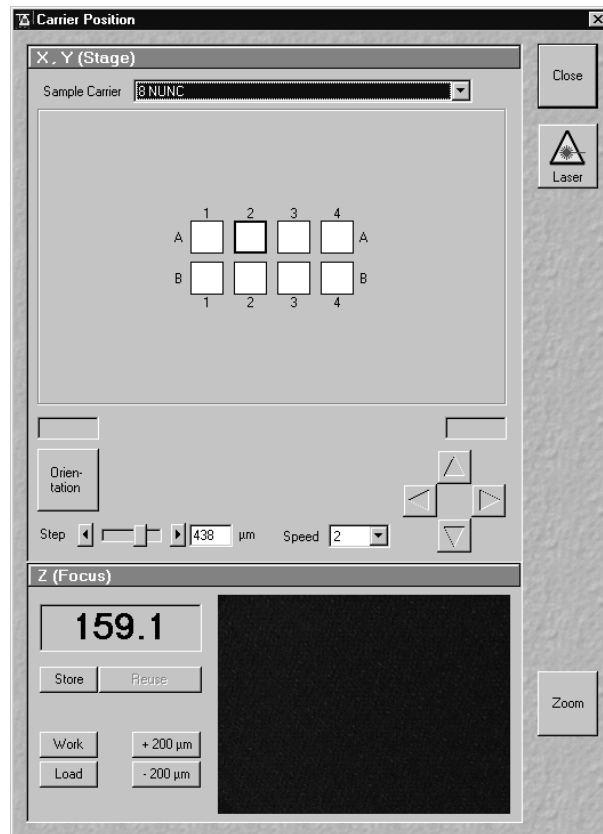 Carrier Position
X , Y (Stage)
Close
Sample Carrier 8 NUNC
Laser
1 2 3 4
A A
B B
1 2 3 4
Orien-
tation
Step 438 µm Speed 2
Z (Focus)
159.1
Store Reuse
Zoom
Work + 200 µm
Load - 200 µm